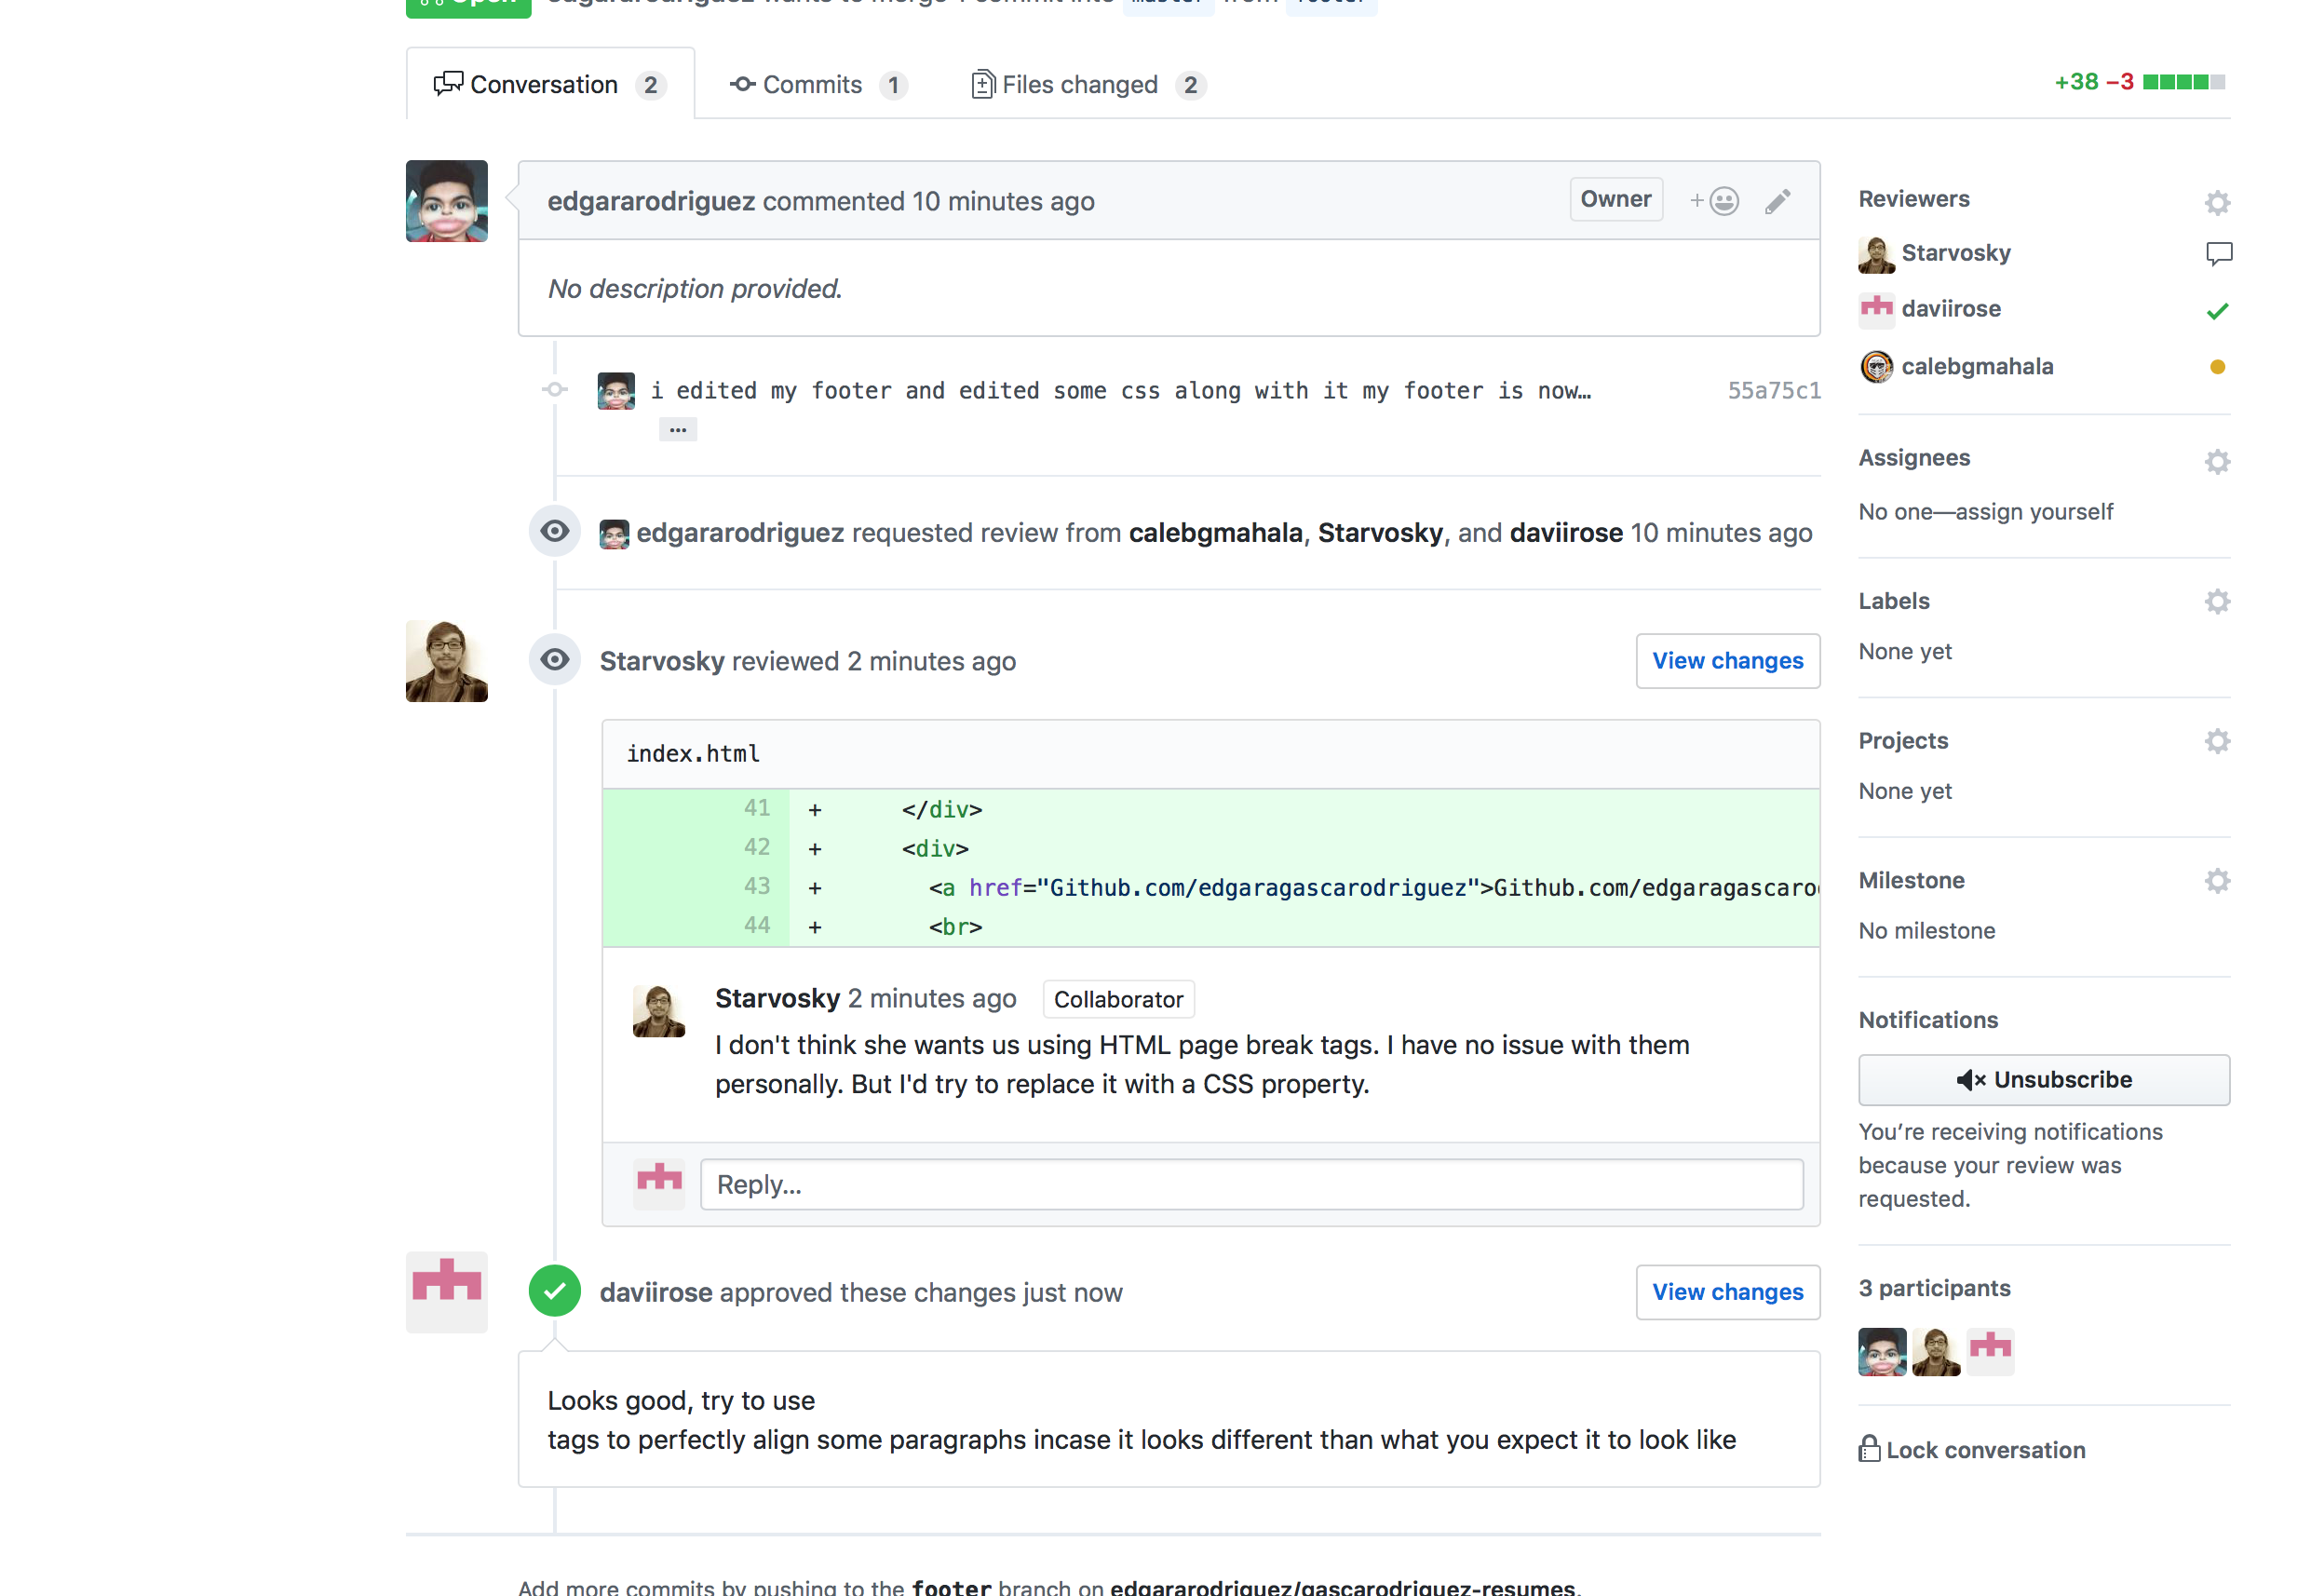 Open edgararodriguez wants to merge 1 commit into master from footer
Conversation 2 Commits 1 Files changed 2 +38 −3
edgararodriguez commented 10 minutes ago Owner +
No description provided.
i edited my footer and edited some css along with it my footer is now… 55a75c1
…
edgararodriguez requested review from calebgmahala, Starvosky, and daviirose 10 minutes ago
Starvosky reviewed 2 minutes ago View changes
index.html
41 + </div>
42 + <div>
43 + <a href="Github.com/edgaragascarodriguez">Github.com/edgaragascaro
44 + <br>
Starvosky 2 minutes ago Collaborator
I don't think she wants us using HTML page break tags. I have no issue with them
personally. But I'd try to replace it with a CSS property.
Reply...
daviirose approved these changes just now View changes
Looks good, try to use
tags to perfectly align some paragraphs incase it looks different than what you expect it to look like
Add more commits by pushing to the footer branch on edgararodriguez/gascarodriguez-resumes.
Reviewers
Starvosky
daviirose
calebgmahala
Assignees
No one—assign yourself
Labels
None yet
Projects
None yet
Milestone
No milestone
Notifications
Unsubscribe
You’re receiving notifications
because your review was
requested.
3 participants
Lock conversation